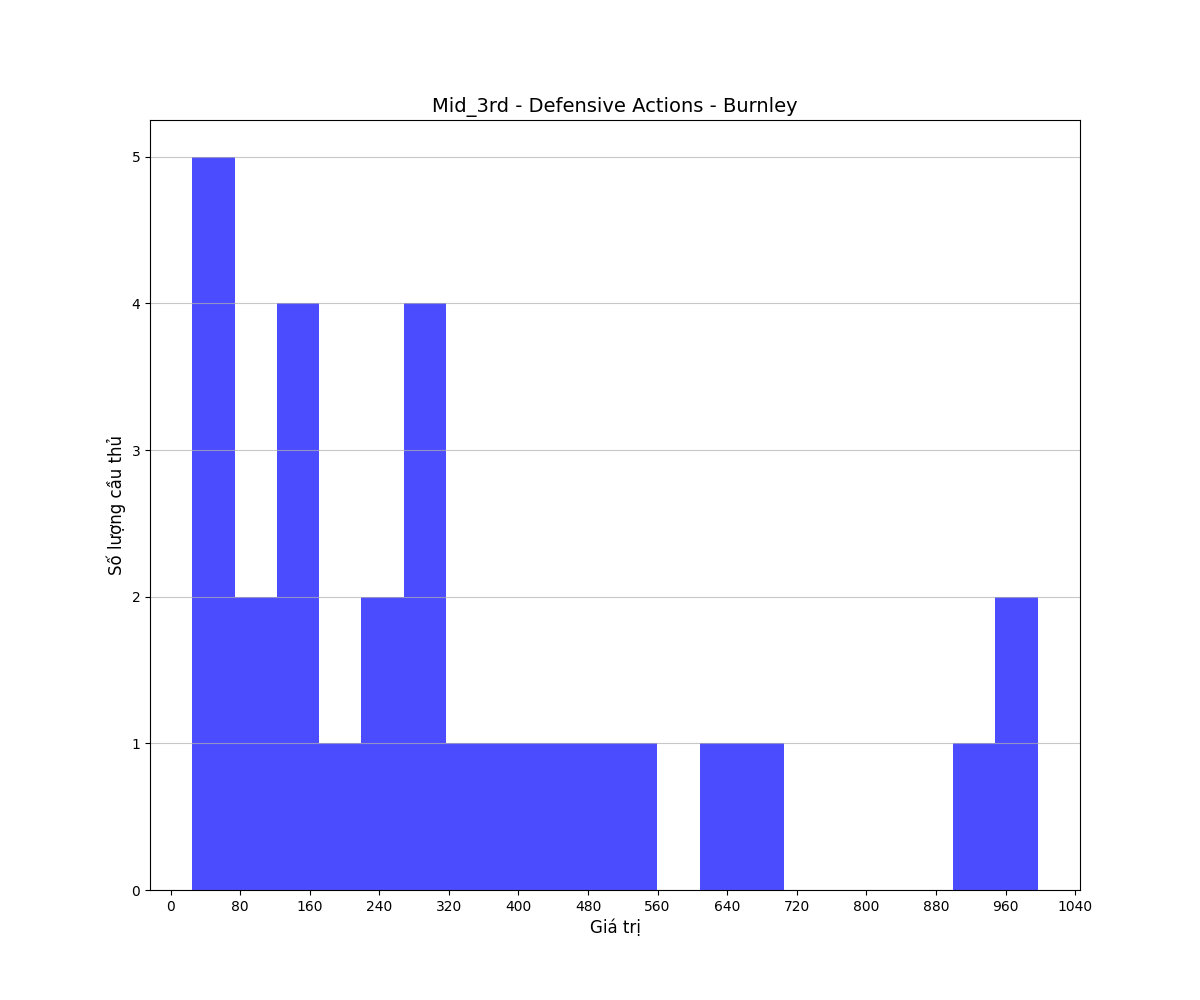 Mid_3rd - Defensive Actions - Burnley
5
4
3
2
1
0
Số lượng cầu thủ
0 80 160 240 320 400 480 560 640 720 800 880 960 1040
Giá trị